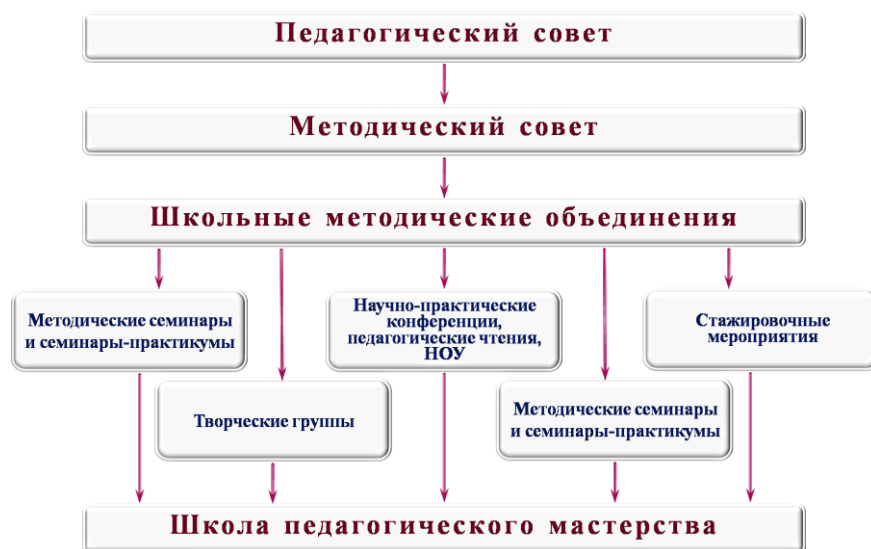 Педагогический совет
Методический совет
Школьные методические объединения
Методические семинары
и семинары-практикумы
Научно-практические
конференции,
педагогические чтения,
НОУ
Стажировочные
мероприятия
Творческие группы
Методические семинары
и семинары-практикумы
Школа педагогического мастерства